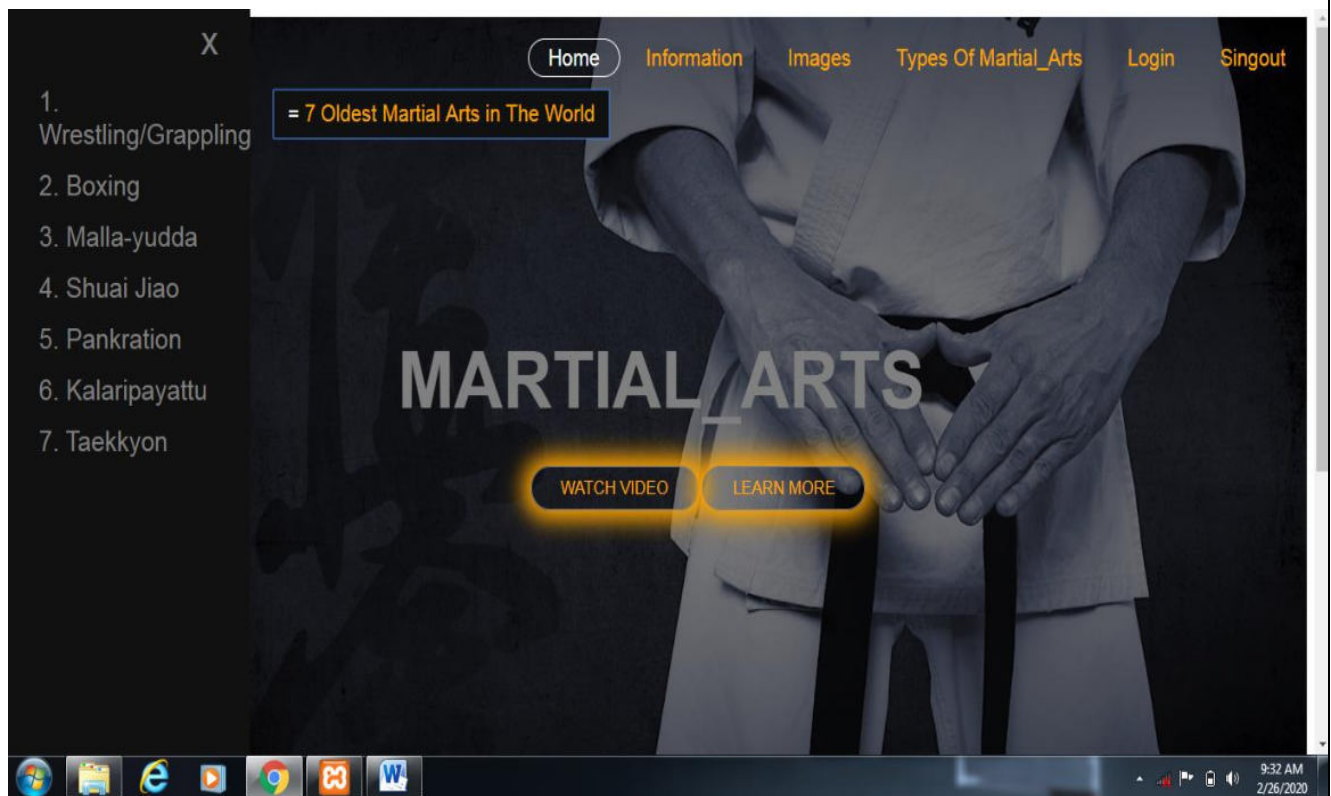 X
Home Information Images Types Of Martial_Arts Login Singout
= 7 Oldest Martial Arts in The World
1.
Wrestling/Grappling
2. Boxing
3. Malla-yudda
4. Shuai Jiao
5. Pankration
6. Kalaripayattu
7. Taekkyon
MARTIAL_ARTS
WATCH VIDEO LEARN MORE
9:32 AM
2/26/2020